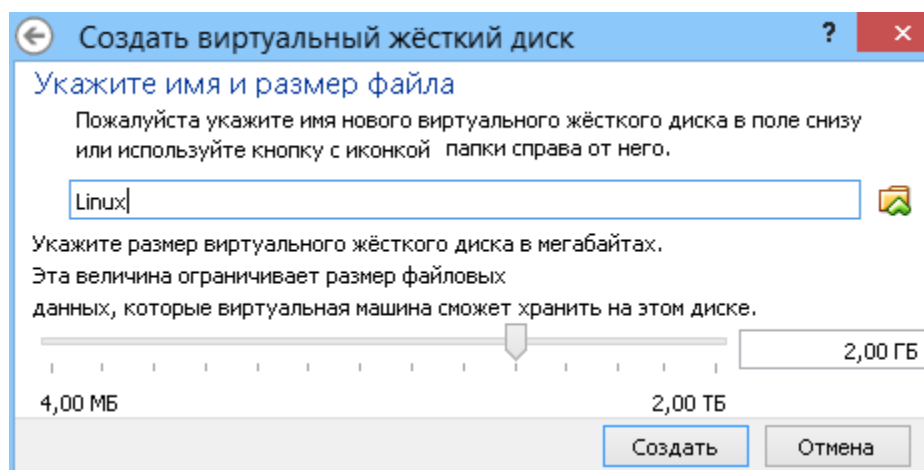 Создать виртуальный жёсткий диск ? ×
Укажите имя и размер файла
Пожалуйста укажите имя нового виртуального жёсткого диска в поле снизу
или используйте кнопку с иконкой папки справа от него.
Linux
Укажите размер виртуального жёсткого диска в мегабайтах.
Эта величина ограничивает размер файловых
данных, которые виртуальная машина сможет хранить на этом диске.
2,00 ГБ
4,00 МБ 2,00 ТБ
Создать Отмена